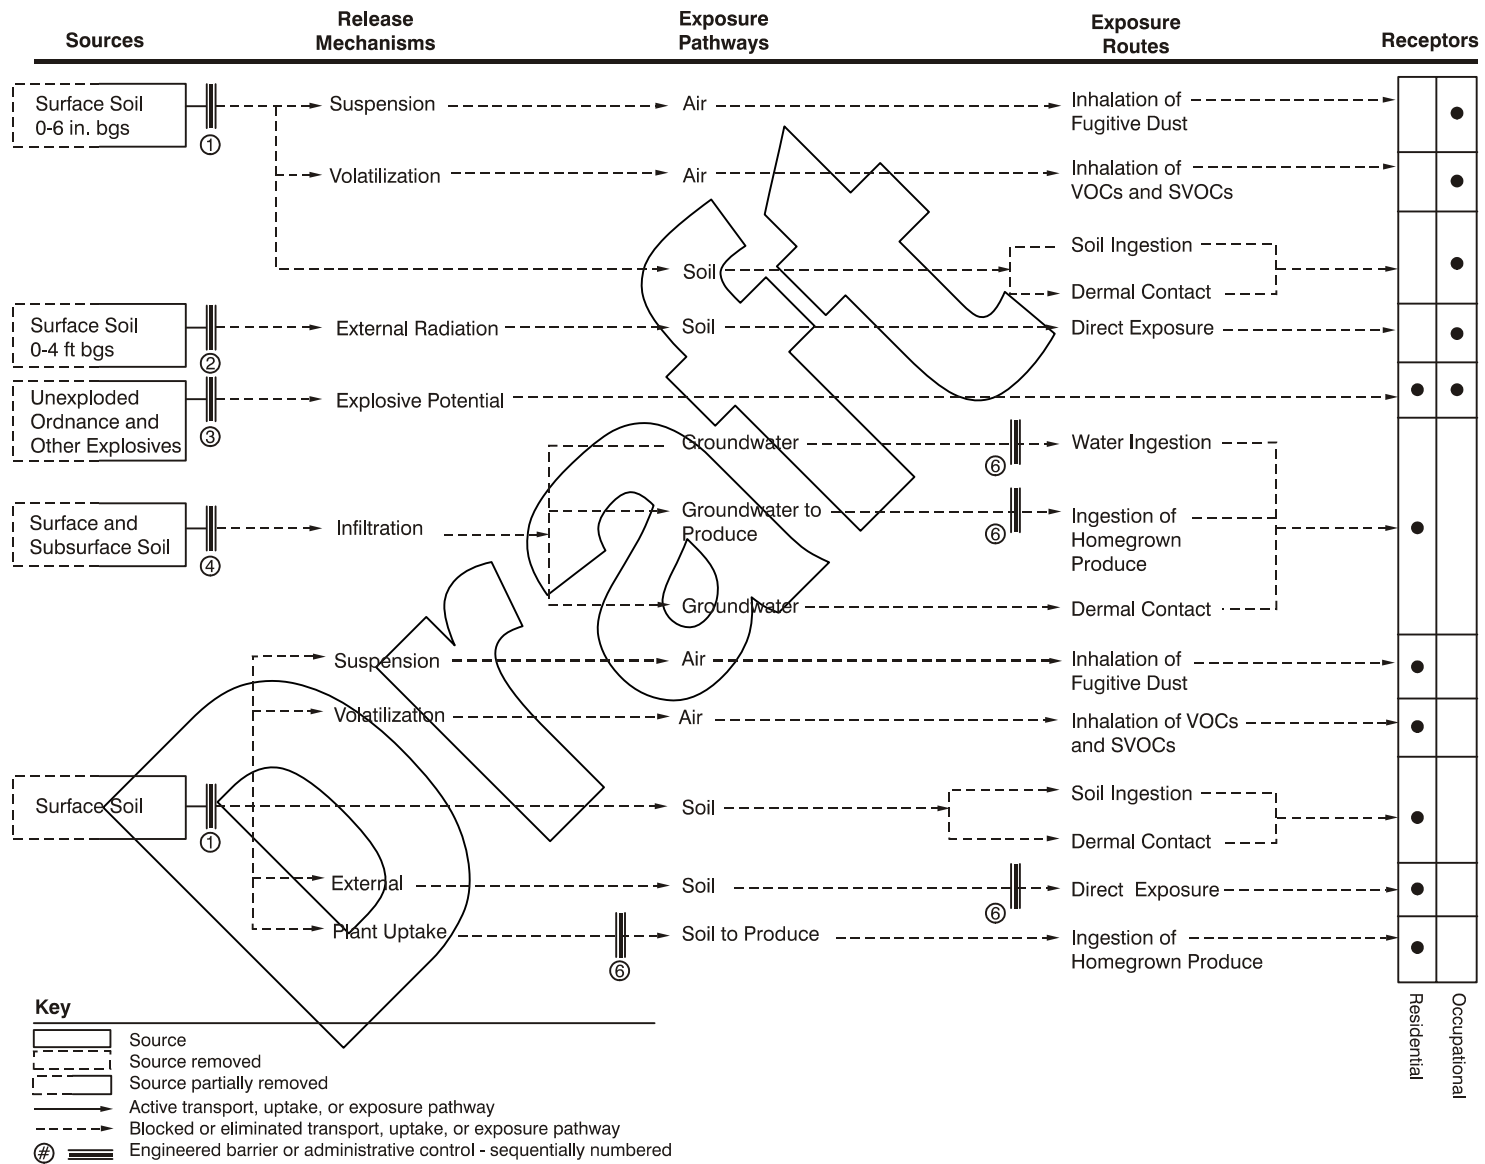 Sources
Release
Mechanisms
Exposure
Pathways
Exposure
Routes
Receptors
Surface Soil
0-6 in. bgs
①
Suspension
Air
Inhalation of
Fugitive Dust
Volatilization
Air
Inhalation of
VOCs and SVOCs
Soil
Soil Ingestion
Dermal Contact
Surface Soil
0-4 ft bgs
②
External Radiation
Soil
Direct Exposure
Unexploded
Ordnance and
Other Explosives
③
Explosive Potential
Groundwater
⑥
Water Ingestion
Surface and
Subsurface Soil
④
Infiltration
Groundwater to
Produce
⑥
Ingestion of
Homegrown
Produce
Groundwater
Dermal Contact
Suspension
Air
Inhalation of
Fugitive Dust
Volatilization
Air
Inhalation of VOCs
and SVOCs
Surface Soil
①
Soil
Soil Ingestion
Dermal Contact
External
Soil
⑥
Direct Exposure
Plant Uptake
⑥
Soil to Produce
Ingestion of
Homegrown Produce
Residential
Occupational
Draft
Key
Source
Source removed
Source partially removed
Active transport, uptake, or exposure pathway
Blocked or eliminated transport, uptake, or exposure pathway
# Engineered barrier or administrative control - sequentially numbered